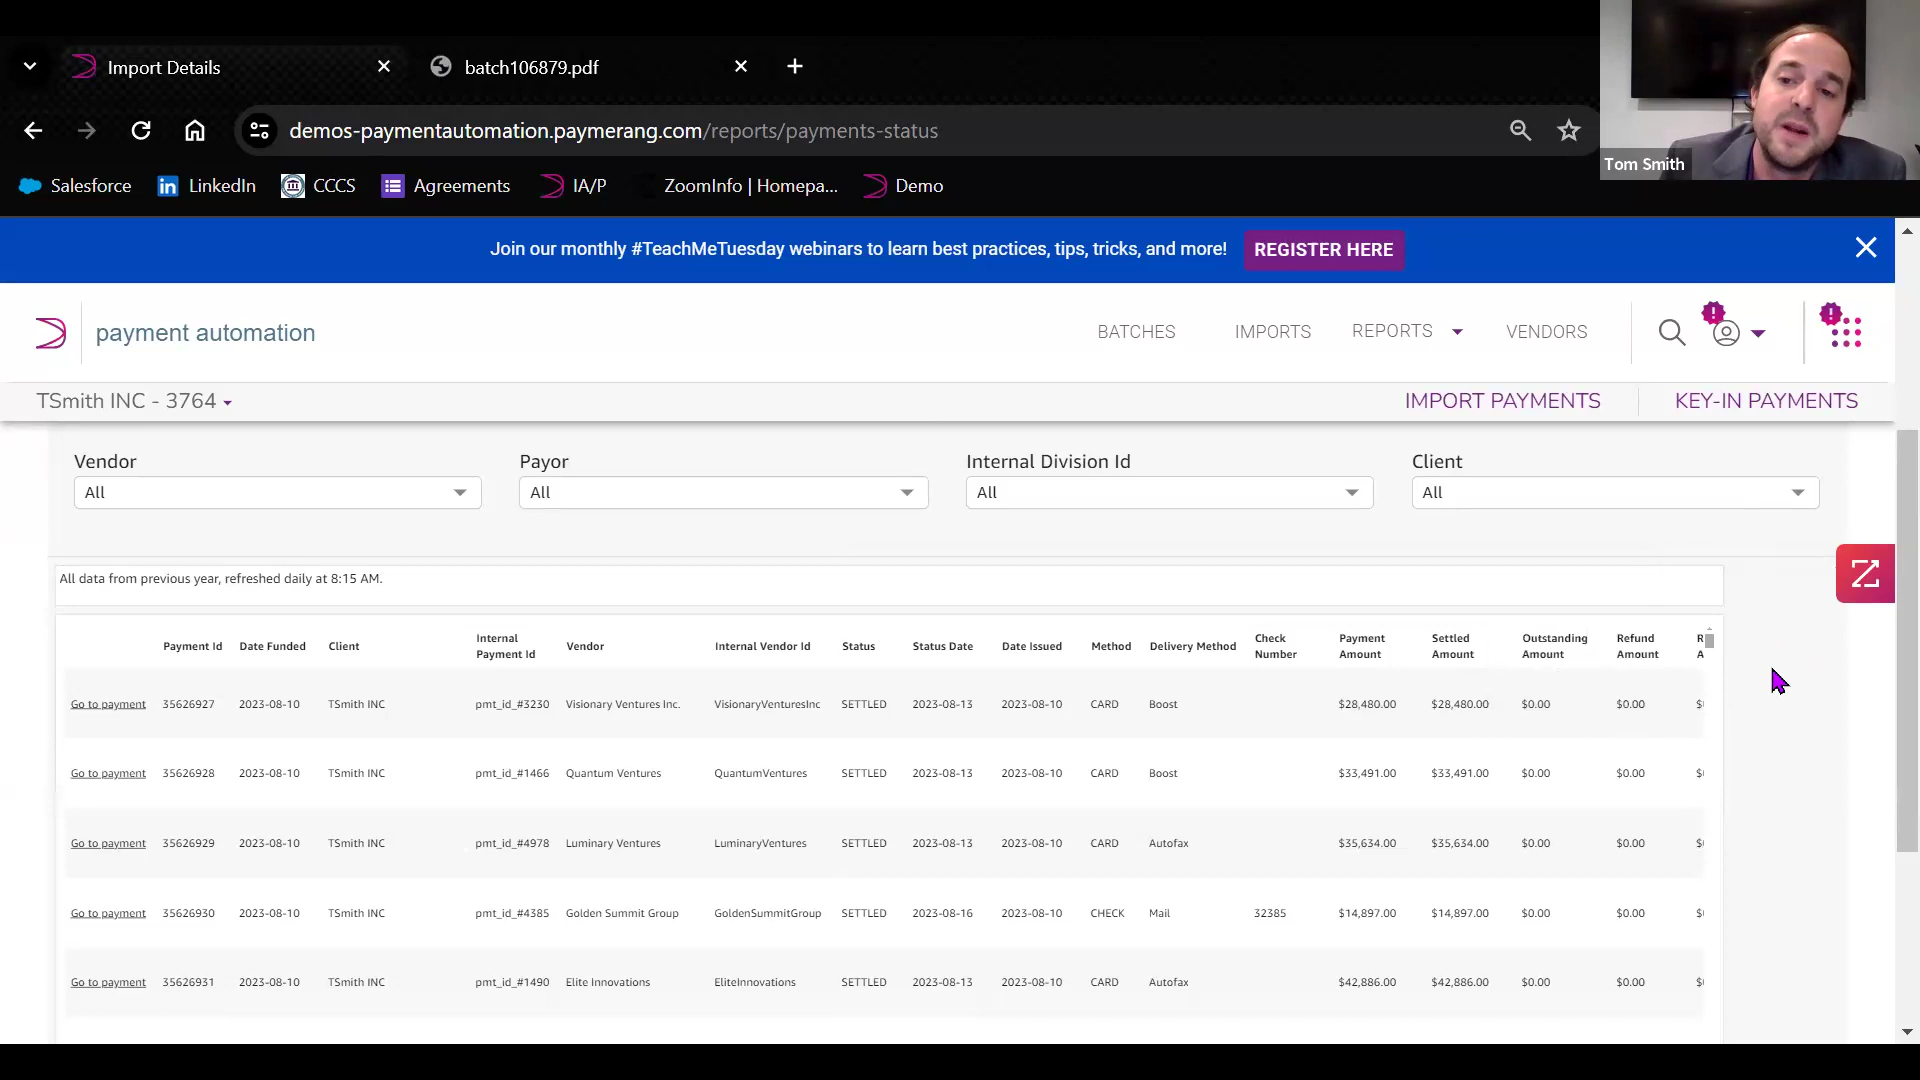 Import Details
batch106879.pdf
demos-paymentautomation.paymerang.com/reports/payments-status
Salesforce LinkedIn CCCS Agreements IA/P ZoomInfo | Homepa... Demo
Tom Smith
Join our monthly #TeachMeTuesday webinars to learn best practices, tips, tricks, and more! REGISTER HERE
payment automation BATCHES IMPORTS REPORTS VENDORS
TSmith INC - 3764 IMPORT PAYMENTS KEY-IN PAYMENTS
Vendor Payor Internal Division Id Client
All All All All
All data from previous year, refreshed daily at 8:15 AM.
Payment Id Date Funded Client Internal Payment Id Vendor Internal Vendor Id Status Status Date Date Issued Method Delivery Method Check Number Payment Amount Settled Amount Outstanding Amount Refund Amount
Go to payment 35626927 2023-08-10 TSmith INC pmt_id_#3230 Visionary Ventures Inc. VisionaryVenturesInc SETTLED 2023-08-13 2023-08-10 CARD Boost $28,480.00 $28,480.00 $0.00 $0.00
Go to payment 35626928 2023-08-10 TSmith INC pmt_id_#1466 Quantum Ventures QuantumVentures SETTLED 2023-08-13 2023-08-10 CARD Boost $33,491.00 $33,491.00 $0.00 $0.00
Go to payment 35626929 2023-08-10 TSmith INC pmt_id_#4978 Luminary Ventures LuminaryVentures SETTLED 2023-08-13 2023-08-10 CARD Autofax $35,634.00 $35,634.00 $0.00 $0.00
Go to payment 35626930 2023-08-10 TSmith INC pmt_id_#4385 Golden Summit Group GoldenSummitGroup SETTLED 2023-08-16 2023-08-10 CHECK Mail 32385 $14,897.00 $14,897.00 $0.00 $0.00
Go to payment 35626931 2023-08-10 TSmith INC pmt_id_#1490 Elite Innovations EliteInnovations SETTLED 2023-08-13 2023-08-10 CARD Autofax $42,886.00 $42,886.00 $0.00 $0.00